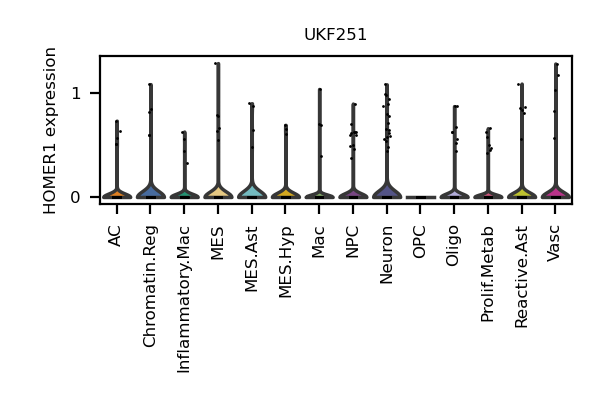 UKF251
HOMER1 expression
1
0
AC
Chromatin.Reg
Inflammatory.Mac
MES
MES.Ast
MES.Hyp
Mac
NPC
Neuron
OPC
Oligo
Prolif.Metab
Reactive.Ast
Vasc